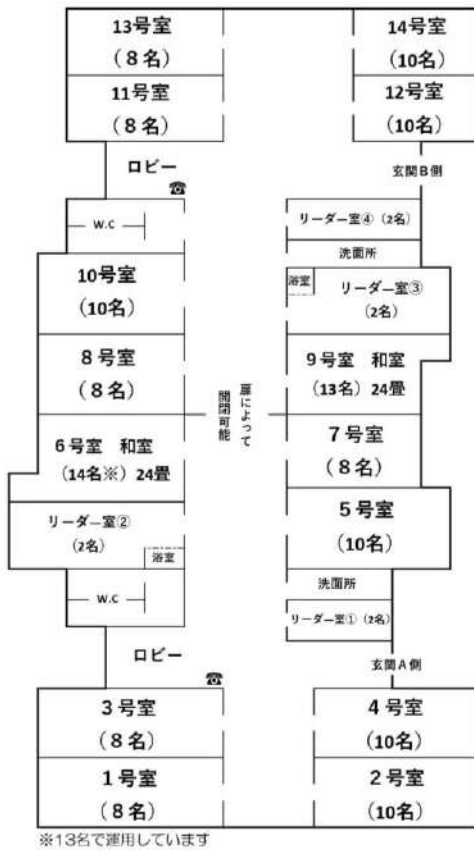 13号室
(8名)
14号室
(10名)
11号室
(8名)
12号室
(10名)
ロビー
☎
玄関B側
W.C
リーダー室④ (2名)
洗面所
10号室
(10名)
浴室
リーダー室③
(2名)
8号室
(8名)
9号室 和室
(13名) 24畳
扉によって
開閉可能
6号室 和室
(14名※) 24畳
7号室
(8名)
リーダー室②
(2名)
浴室
5号室
(10名)
W.C
洗面所
リーダー室① (2名)
ロビー
☎
玄関A側
3号室
(8名)
4号室
(10名)
1号室
(8名)
2号室
(10名)
※13名で運用しています